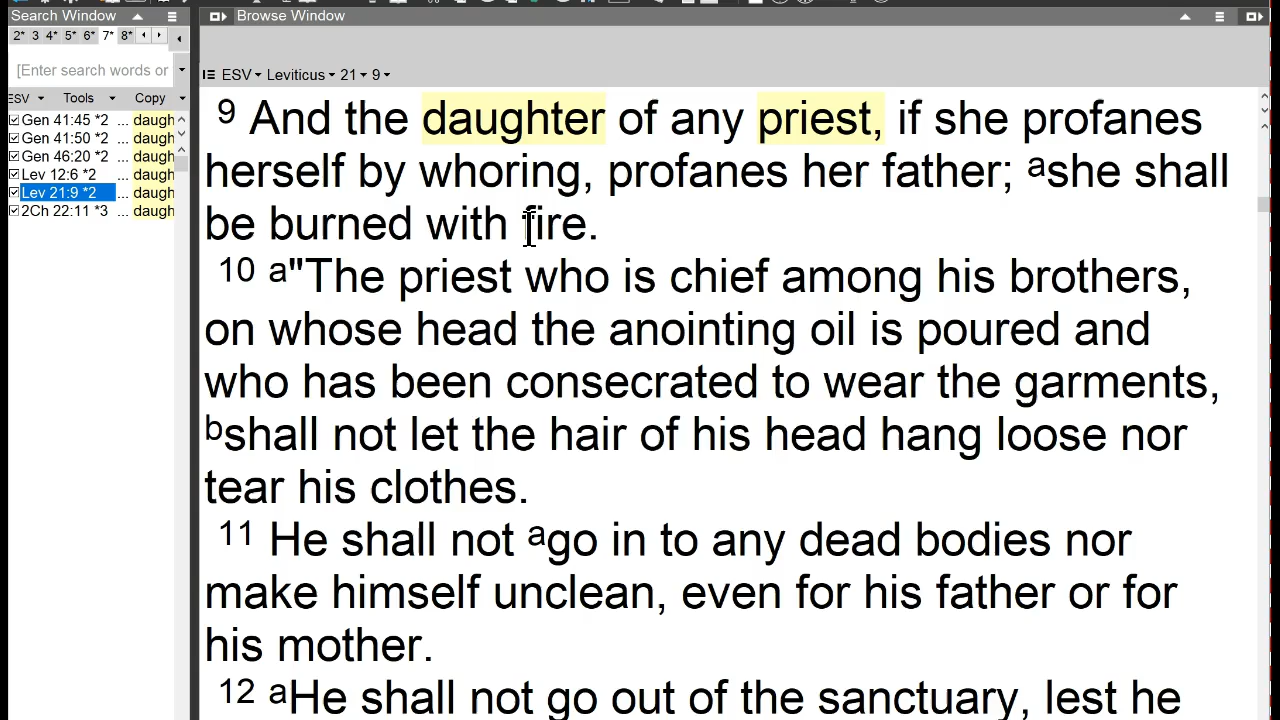 Search Window
Browse Window
2* 3 4* 5* 6* 7* 8*
[Enter search words or
ESV Leviticus 21 9
ESV Tools Copy
Gen 41:45 *2 ... daugh
Gen 41:50 *2 ... daugh
Gen 46:20 *2 ... daugh
Lev 12:6 *2 ... daugh
Lev 21:9 *2 ... daugh
2Ch 22:11 *3 ... daugh
9 And the daughter of any priest, if she profanes
herself by whoring, profanes her father; a she shall
be burned with fire.
10 a"The priest who is chief among his brothers,
on whose head the anointing oil is poured and
who has been consecrated to wear the garments,
b shall not let the hair of his head hang loose nor
tear his clothes.
11 He shall not a go in to any dead bodies nor
make himself unclean, even for his father or for
his mother.
12 a He shall not go out of the sanctuary, lest he